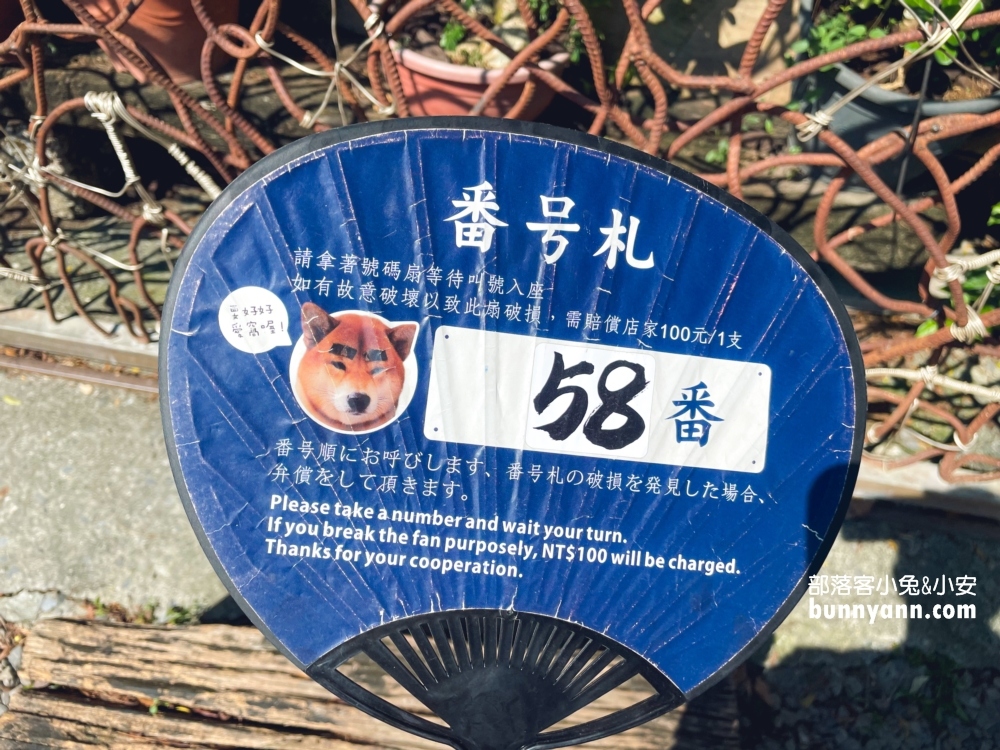 番号札
請拿著號碼扇等待叫號入座
如有故意破壞以致此扇破損，需賠償店家100元/1支
要好好
愛窩喔！
58番
番号順にお呼びします、番号札の破損を発見した場合、
弁償をして頂きます。
Please take a number and wait your turn.
If you break the fan purposely, NT$100 will be charged.
Thanks for your cooperation.
部落客小兔&小安
bunnyann.com